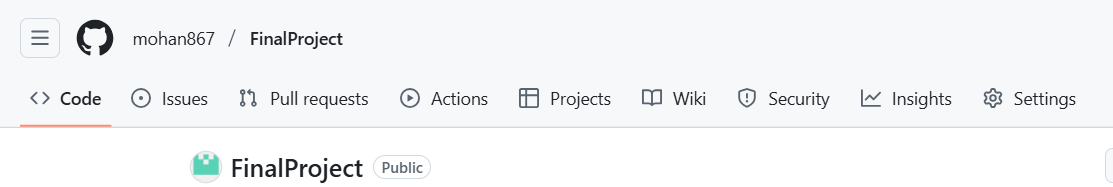 mohan867 / FinalProject
Code Issues Pull requests Actions Projects Wiki Security Insights Settings
FinalProject Public